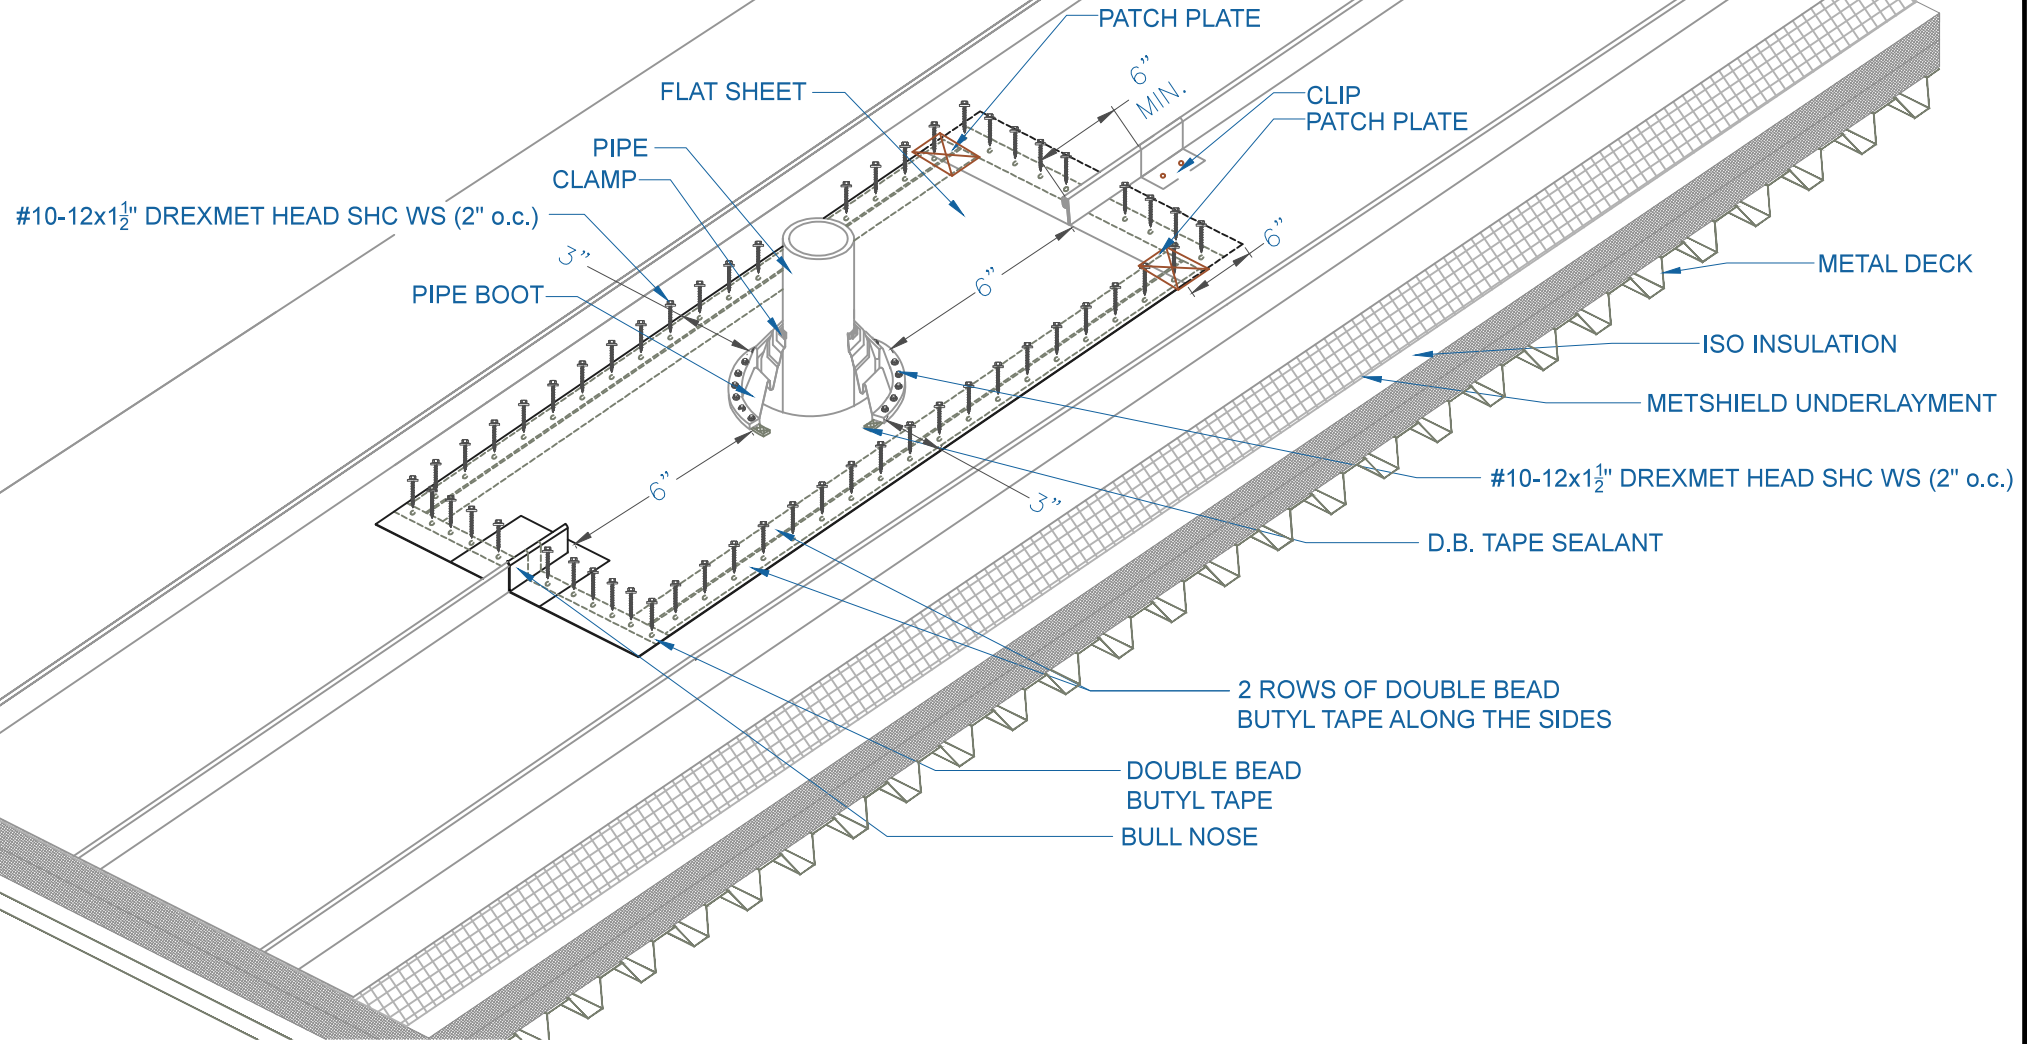 PATCH PLATE
6"
MIN.
FLAT SHEET
CLIP
PATCH PLATE
PIPE
CLAMP
#10-12x1½" DREXMET HEAD SHC WS (2" o.c.)
3"
6"
6"
PIPE BOOT
METAL DECK
ISO INSULATION
METSHIELD UNDERLAYMENT
#10-12x1½" DREXMET HEAD SHC WS (2" o.c.)
6"
3"
D.B. TAPE SEALANT
2 ROWS OF DOUBLE BEAD
BUTYL TAPE ALONG THE SIDES
DOUBLE BEAD
BUTYL TAPE
BULL NOSE